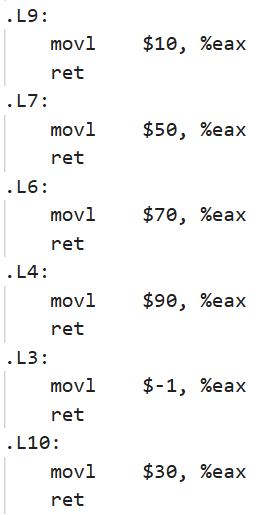 .L9:
    movl    $10, %eax
    ret
.L7:
    movl    $50, %eax
    ret
.L6:
    movl    $70, %eax
    ret
.L4:
    movl    $90, %eax
    ret
.L3:
    movl    $-1, %eax
    ret
.L10:
    movl    $30, %eax
    ret